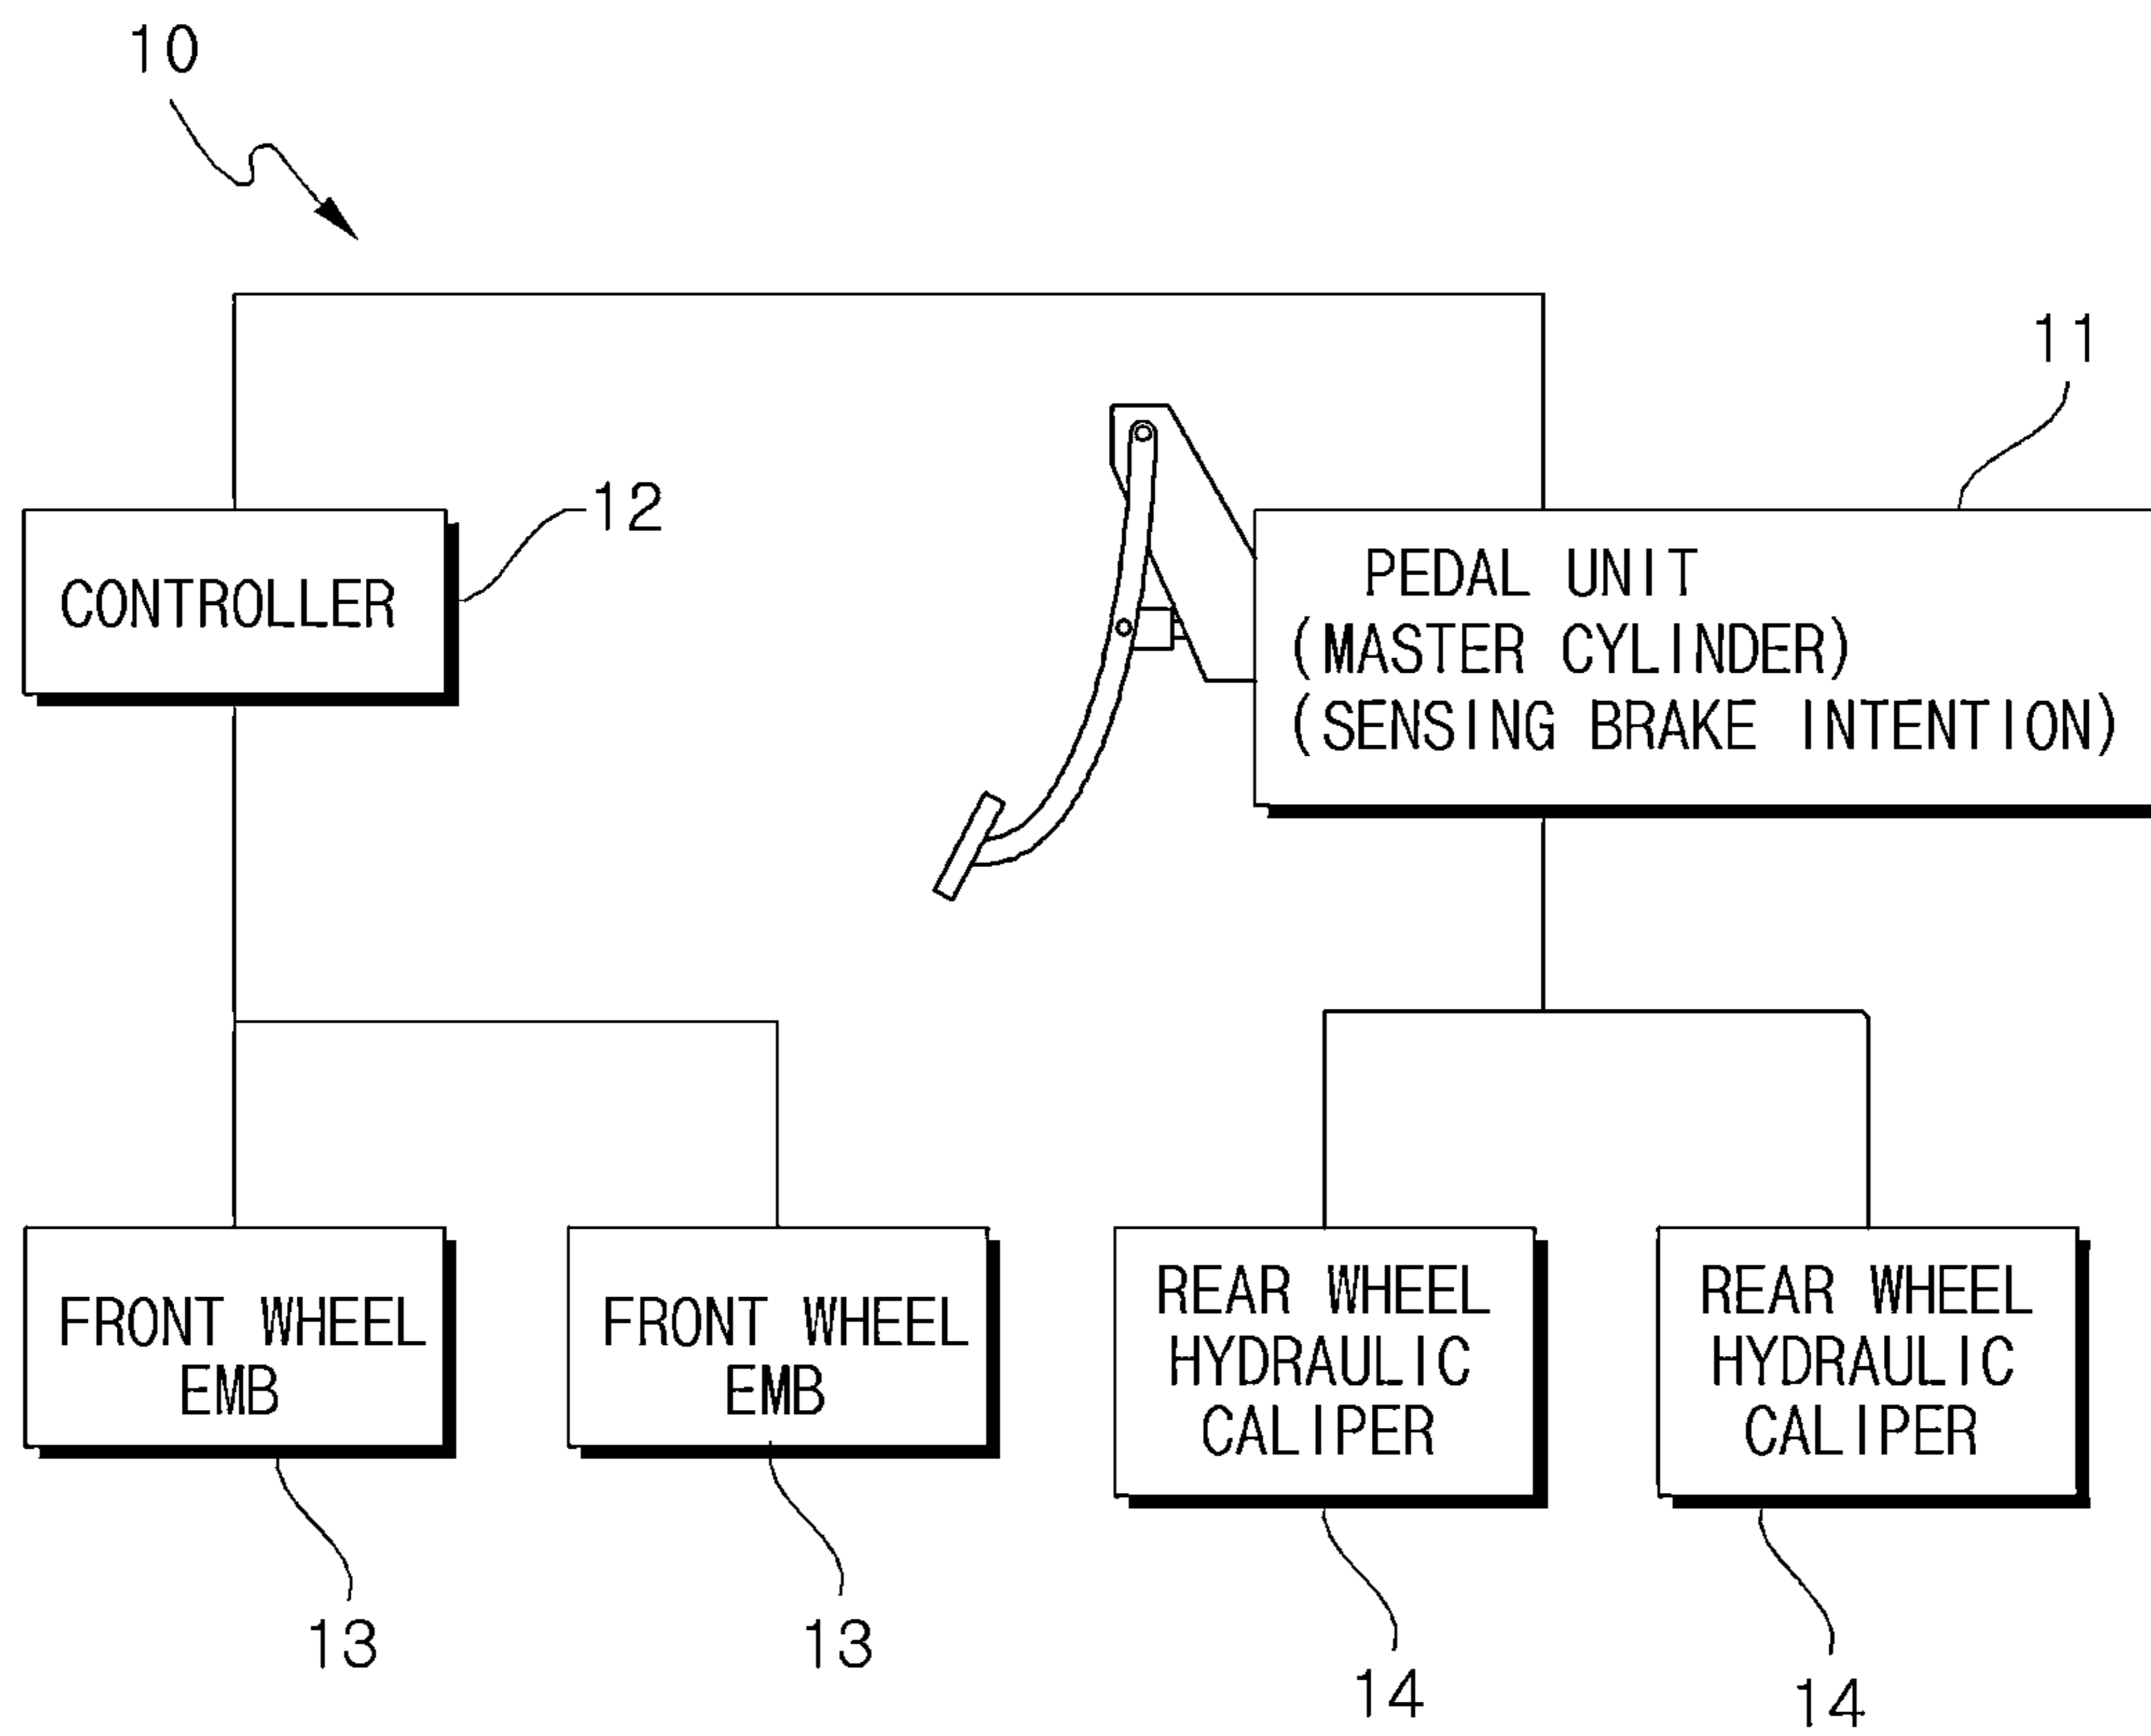 10
11
12
CONTROLLER
PEDAL UNIT
(MASTER CYLINDER)
(SENSING BRAKE INTENTION)
FRONT WHEEL
EMB
FRONT WHEEL
EMB
REAR WHEEL
HYDRAULIC
CALIPER
REAR WHEEL
HYDRAULIC
CALIPER
13
13
14
14